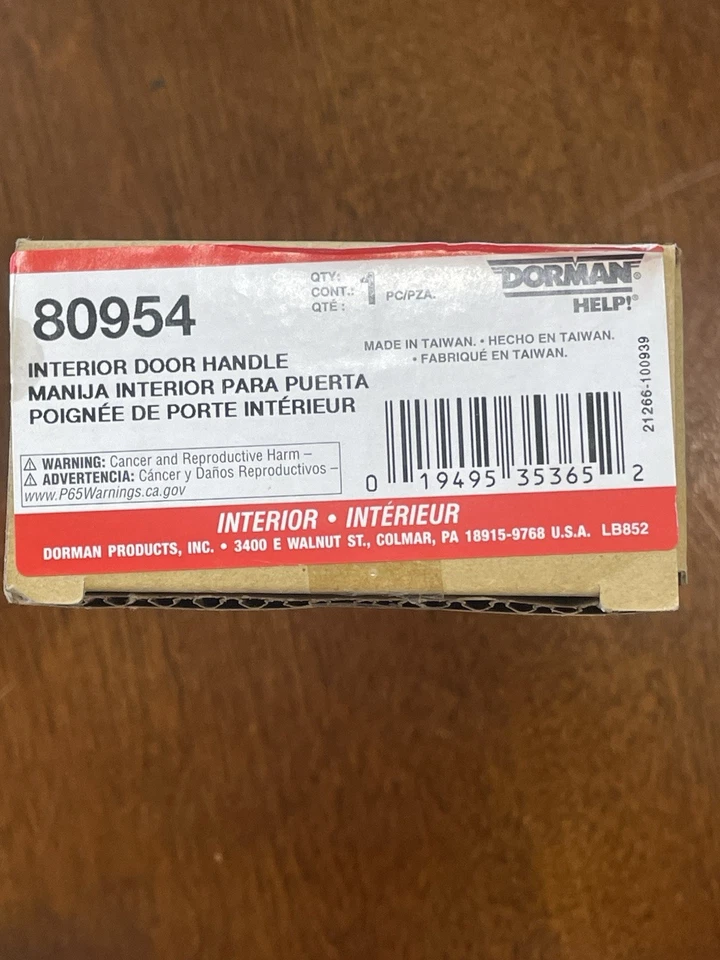 80954
QTY:
CONT.: 1 PC/PZA.
QTÉ :
DORMAN®
HELP!®
INTERIOR DOOR HANDLE
MANIJA INTERIOR PARA PUERTA
POIGNÉE DE PORTE INTÉRIEUR
MADE IN TAIWAN. • HECHO EN TAIWAN.
• FABRIQUÉ EN TAIWAN.
21266-100939
⚠ WARNING: Cancer and Reproductive Harm –
⚠ ADVERTENCIA: Cáncer y Daños Reproductivos –
www.P65Warnings.ca.gov
0 19495 35365 2
INTERIOR • INTÉRIEUR
DORMAN PRODUCTS, INC. • 3400 E WALNUT ST., COLMAR, PA 18915-9768 U.S.A. LB852